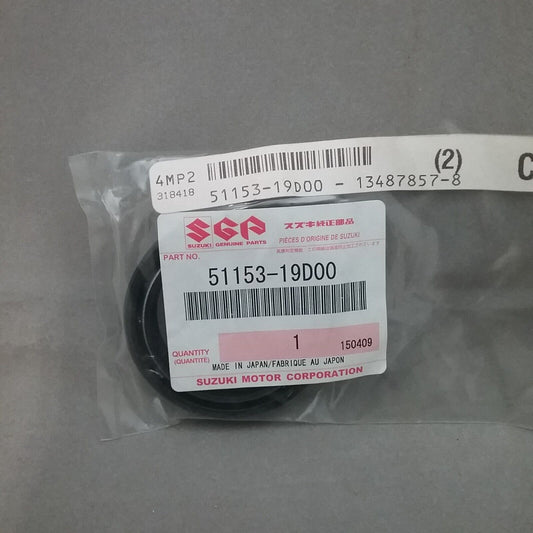 (2)
C
4MP2
318418
51153-19D00 - 13487857-8
SGP
SUZUKI GENUINE PARTS
スズキ純正部品
PIÈCES D'ORIGINE DE SUZUKI
PART NO.
51153-19D00
QUANTITY
(QUANTITÉ)
1
150409
MADE IN JAPAN/FABRIQUE AU JAPON
SUZUKI MOTOR CORPORATION